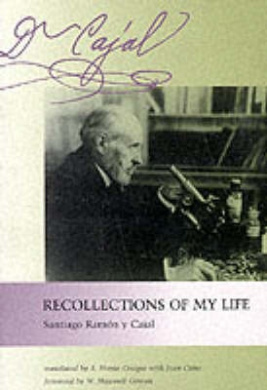 Dr Cajal
RECOLLECTIONS OF MY LIFE
Santiago Ramón y Cajal
translated by E. Horne Craigie with Juan Cano
foreword by W. Maxwell Cowan